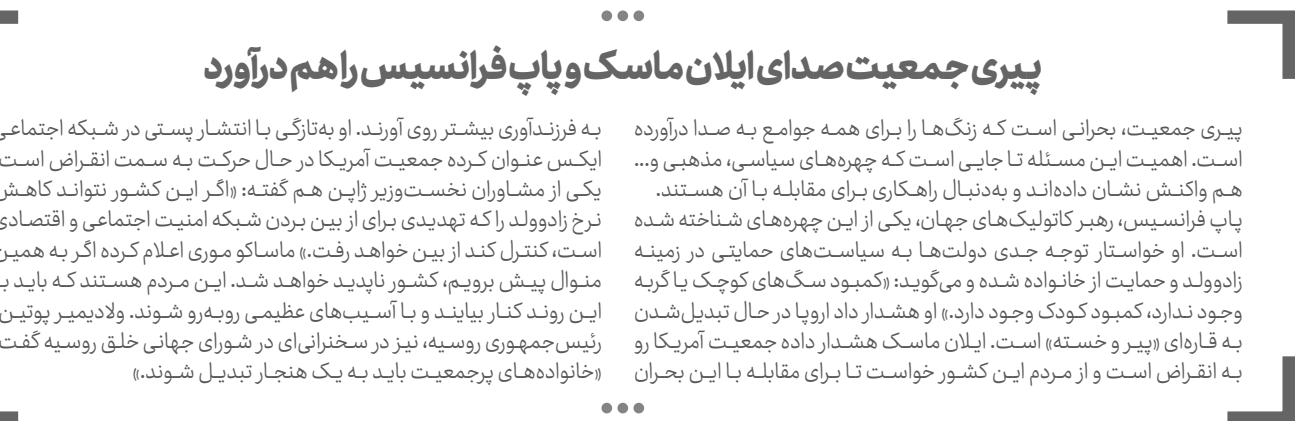 پیری جمعیت صدای ایلان ماسک و پاپ فرانسیس را هم درآورد
پیری جمعیت، بحرانی است که زنگ‌ها را برای همه جوامع به صدا درآورده
است. اهمیت این مسئله تا جایی است که چهره‌های سیاسی، مذهبی و...
هم واکنش نشان داده‌اند و به‌دنبال راهکاری برای مقابله با آن هستند.
پاپ فرانسیس، رهبر کاتولیک‌های جهان، یکی از این چهره‌های شناخته شده
است. او خواستار توجه جدی دولت‌ها به سیاست‌های حمایتی در زمینه
زادوولد و حمایت از خانواده شده و می‌گوید: «کمبود سگ‌های کوچک یا گربه
وجود ندارد، کمبود کودک وجود دارد.» او هشدار داد اروپا در حال تبدیل‌شدن
به قاره‌ای «پیر و خسته» است. ایلان ماسک هشدار داده جمعیت آمریکا رو
به انقراض است و از مردم این کشور خواست تا برای مقابله با این بحران
به فرزندآوری بیشتر روی آورند. او به‌تازگی با انتشار پستی در شبکه اجتماعی
ایکس عنوان کرده جمعیت آمریکا در حال حرکت به سمت انقراض است
یکی از مشاوران نخست‌وزیر ژاپن هم گفته: «اگر این کشور نتواند کاهش
نرخ زادوولد را که تهدیدی برای از بین بردن شبکه امنیت اجتماعی و اقتصادی
است، کنترل کند از بین خواهد رفت.» ماساکو موری اعلام کرده اگر به همین
منوال پیش برویم، کشور ناپدید خواهد شد. این مردم هستند که باید ب
این روند کنار بیایند و با آسیب‌های عظیمی روبه‌رو شوند. ولادیمیر پوتین
رئیس‌جمهوری روسیه، نیز در سخنرانی‌ای در شورای جهانی خلق روسیه گفت
«خانواده‌های پرجمعیت باید به یک هنجار تبدیل شوند.»